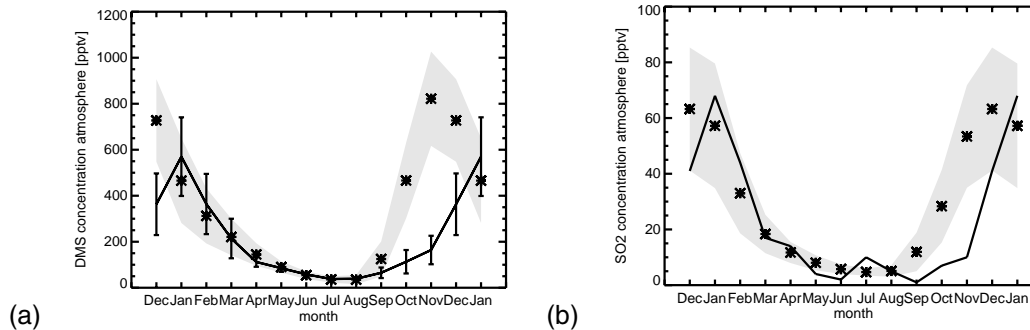 (a)
DMS concentration atmosphere [pptv]
1200
1000
800
600
400
200
0
Dec Jan Feb Mar Apr May Jun Jul Aug Sep Oct Nov Dec Jan
month
(b)
SO2 concentration atmosphere [pptv]
100
80
60
40
20
0
Dec Jan Feb Mar Apr May Jun Jul Aug Sep Oct Nov Dec Jan
month